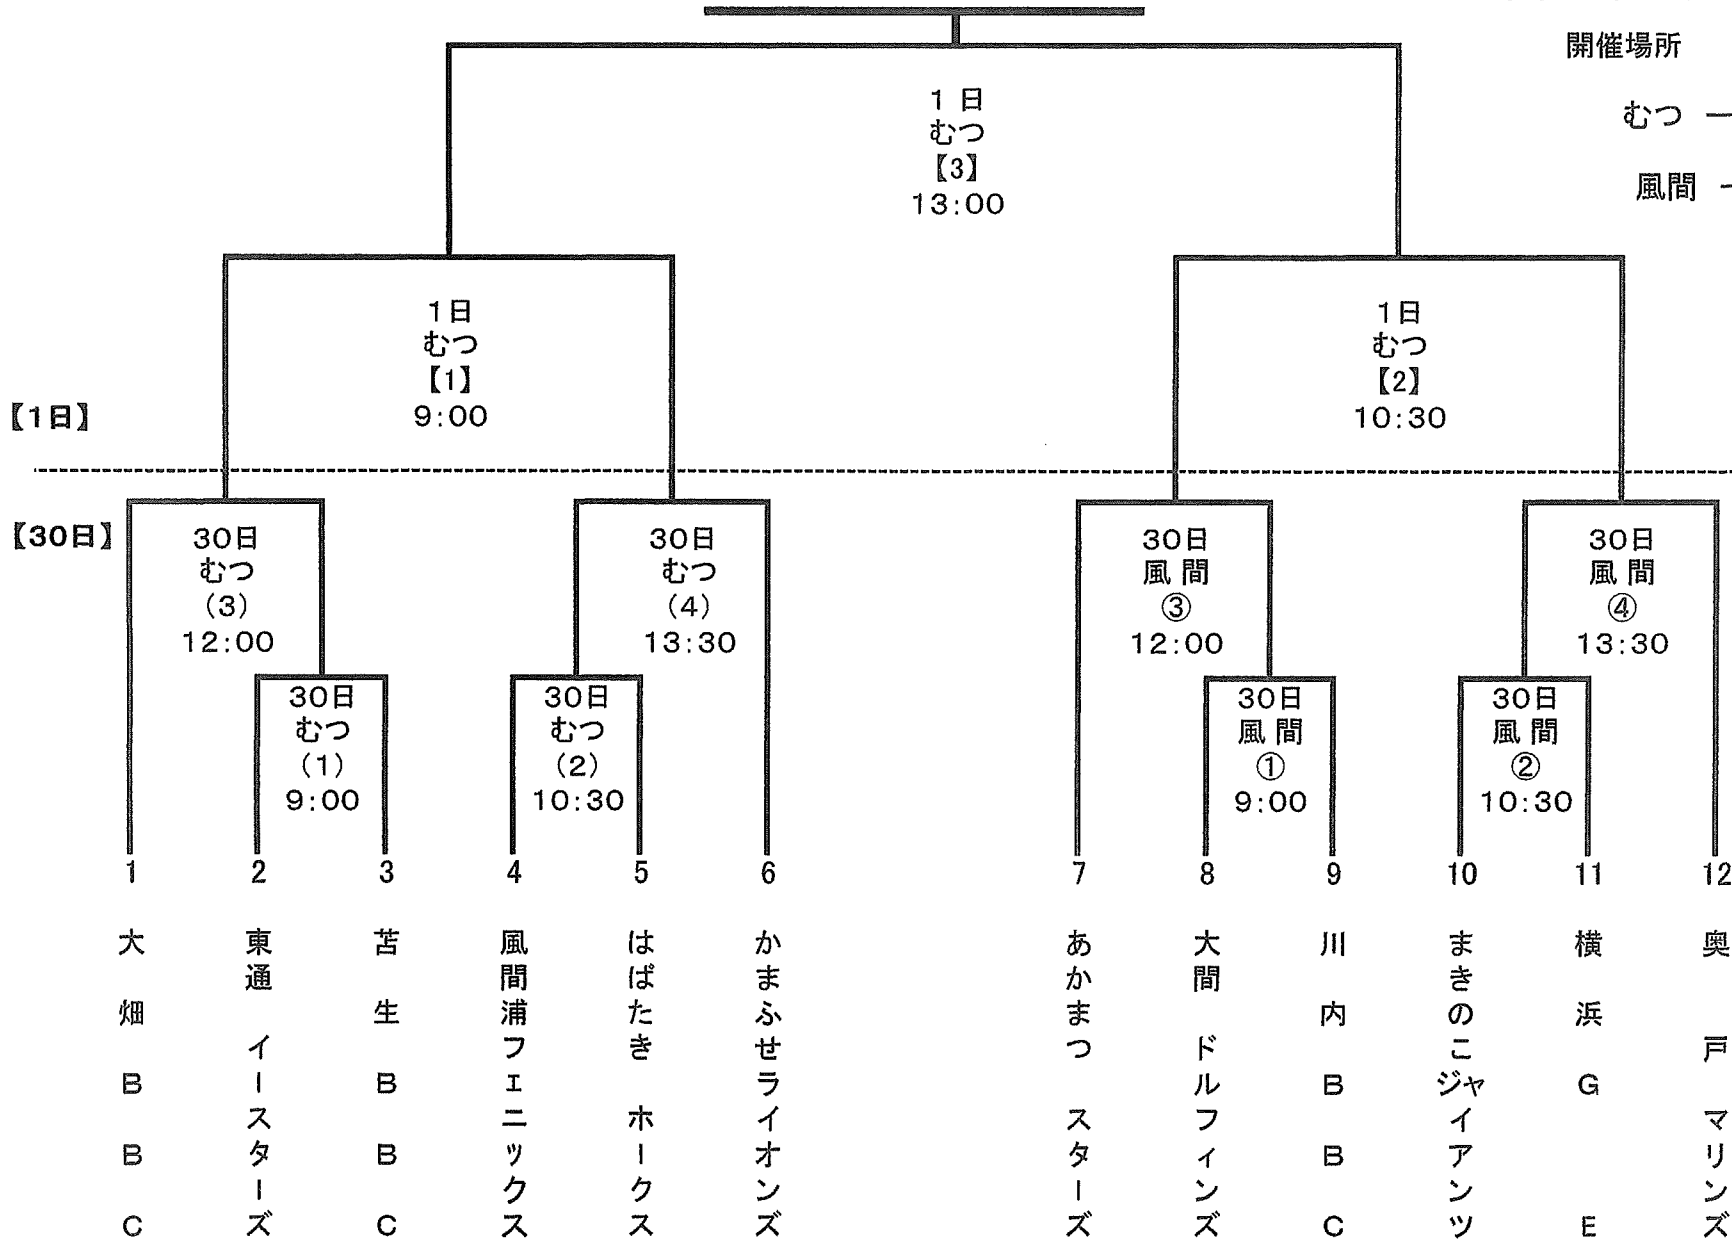 開催場所
むつ ー
風間 -
1 日
むつ
【3】
13:00
1日
むつ
【1】
9:00
1日
むつ
【2】
10:30
【1日】
【30日】
30日
むつ
(3)
12:00
30日
むつ
(4)
13:30
30日
風 間
③
12:00
30日
風 間
④
13:30
30日
むつ
(1)
9:00
30日
むつ
(2)
10:30
30日
風 間
①
9:00
30日
風 間
②
10:30
1
2
3
4
5
6
7
8
9
10
11
12
大畑BBC
東通 イースターズ
苫生BBC
風間浦フェニックス
はばたき ホークス
かまふせライオンズ
あかまつ スターズ
大間 ドルフィンズ
川内BBC
まきのこジャイアンツ
横浜G E
奥戸マリンズ